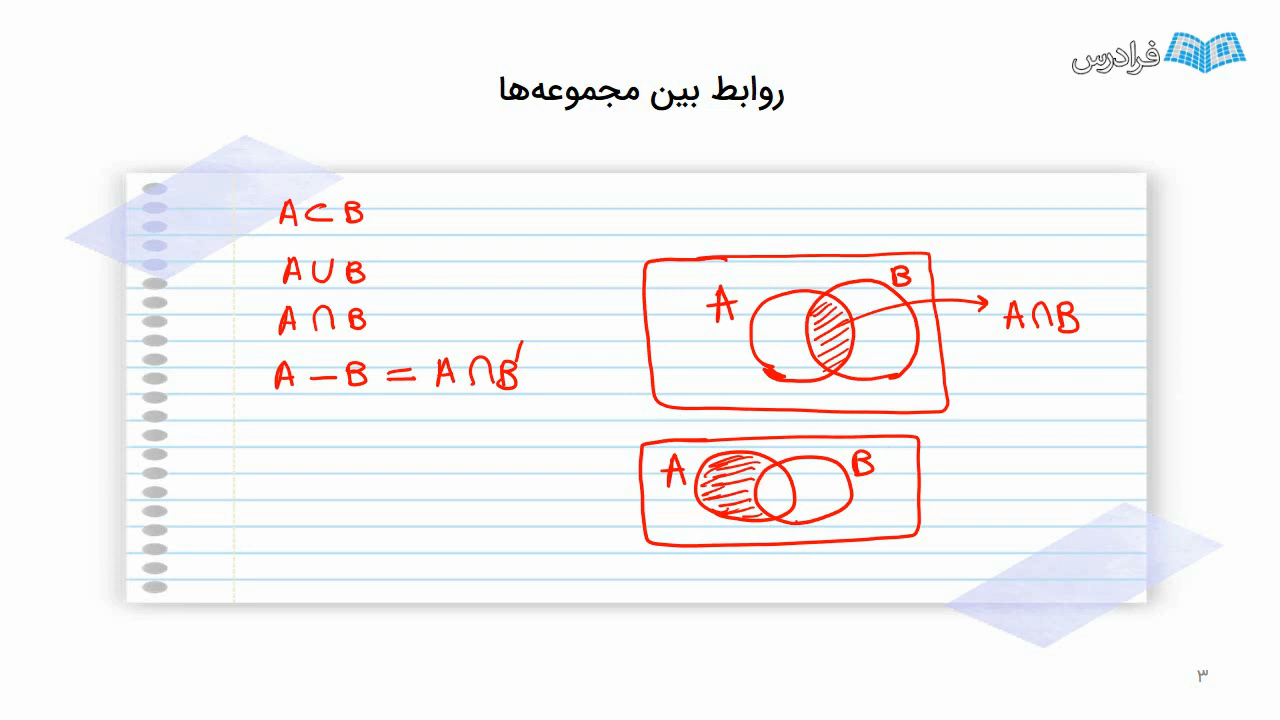 فرادرس
روابط بین مجموعه‌ها
A ⊂ B
A ∪ B
A ∩ B
A − B = A ∩ B′
A
B
A ∩ B
A
B
۳